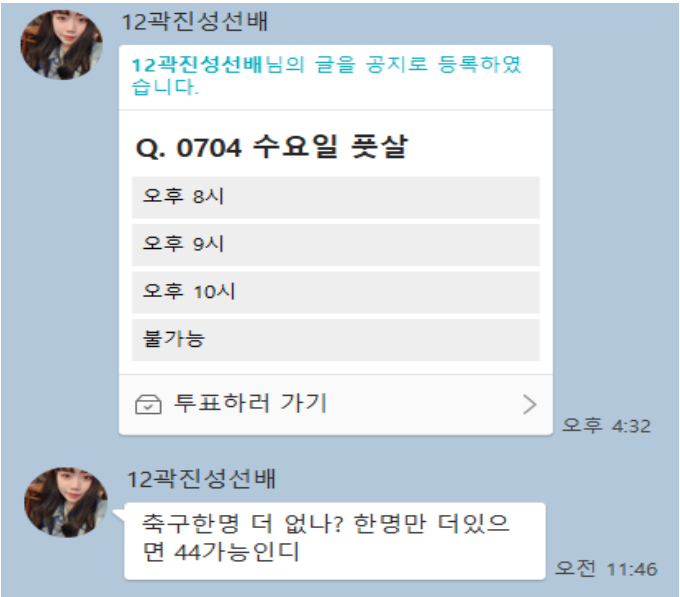 12곽진성선배
12곽진성선배님의 글을 공지로 등록하였
습니다.
Q. 0704 수요일 풋살
오후 8시
오후 9시
오후 10시
불가능
투표하러 가기
오후 4:32
12곽진성선배
축구한명 더 없나? 한명만 더있으
면 44가능인디
오전 11:46